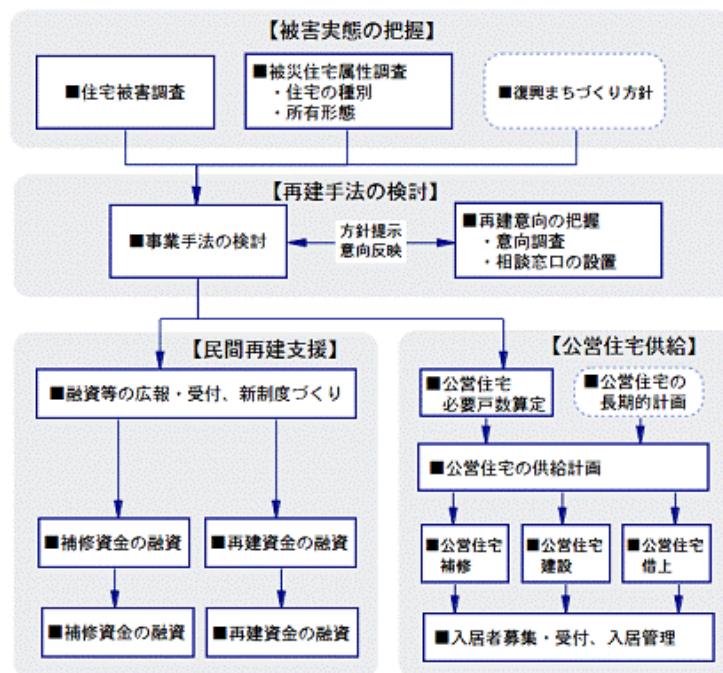 【被害実態の把握】
■住宅被害調査
■被災住宅属性調査
・住宅の種別
・所有形態
■復興まちづくり方針
【再建手法の検討】
■事業手法の検討
方針提示
意向反映
■再建意向の把握
・意向調査
・相談窓口の設置
【民間再建支援】
■融資等の広報・受付、新制度づくり
■補修資金の融資
■再建資金の融資
■補修資金の融資
■再建資金の融資
【公営住宅供給】
■公営住宅
必要戸数算定
■公営住宅の
長期的計画
■公営住宅の供給計画
■公営住宅
補修
■公営住宅
建設
■公営住宅
借上
■入居者募集・受付、入居管理